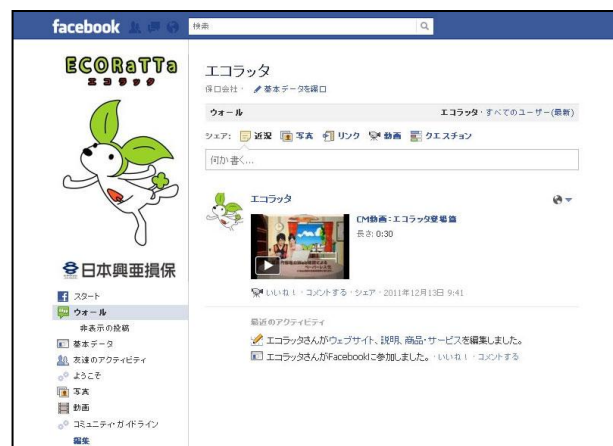 facebook
検索
ECORaTTa
エコラッタ
日本興亜損保
スタート
ウォール
非表示の投稿
基本データ
友達のアクティビティ
ようこそ
写真
動画
コミュニティ・ガイドライン
編集
エコラッタ
基本データを
ウォール
エコラッタ・すべてのユーザー(最新)
シェア: 近況 写真 リンク 動画 クエスチョン
何か書く...
エコラッタ
CM動画:エコラッタ登場篇
長さ: 0:30
いいね!・コメントする・シェア・2011年12月13日 9:41
最近のアクティビティ
エコラッタさんがウェブサイト、説明、商品・サービスを編集しました。
エコラッタさんがFacebookに参加しました。・いいね!・コメントする